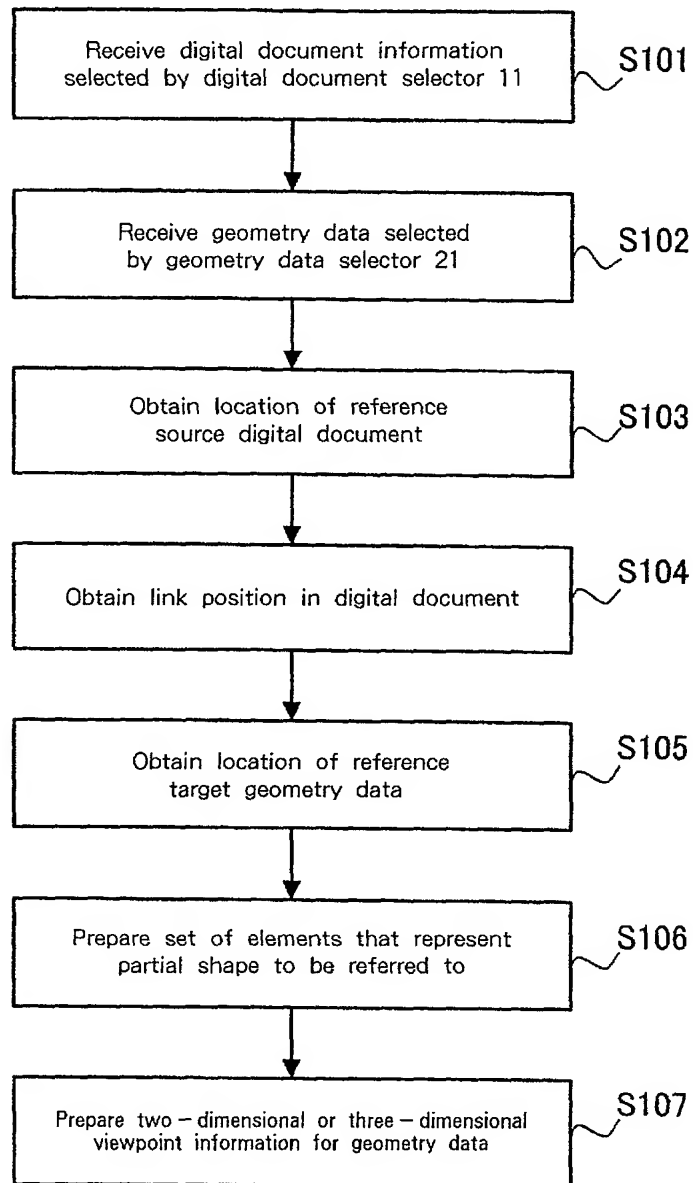 Receive digital document information
selected by digital document selector 11
S101
Receive geometry data selected
by geometry data selector 21
S102
Obtain location of reference
source digital document
S103
Obtain link position in digital document
S104
Obtain location of reference
target geometry data
S105
Prepare set of elements that represent
partial shape to be referred to
S106
Prepare two-dimensional or three-dimensional
viewpoint information for geometry data
S107